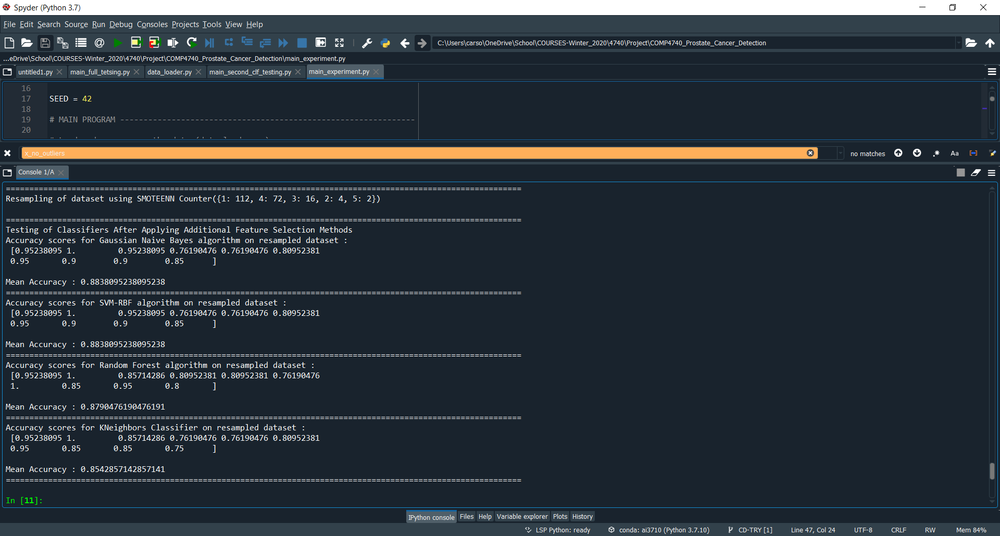 Spyder (Python 3.7)
File Edit Search Source Run Debug Consoles Projects Tools View Help
C:\Users\carso\OneDrive\School\COURSES-Winter_2020\4740\Project\COMP4740_Prostate_Cancer_Detection
...eDrive\School\COURSES-Winter_2020\4740\Project\COMP4740_Prostate_Cancer_Detection\main_experiment.py
untitled1.py main_full_tetsing.py data_loader.py main_second_clf_testing.py main_experiment.py
16
17 SEED = 42
18
19 # MAIN PROGRAM ---------------------------------------------------------------
20
x_no_outliers no matches .* Aa
Console 1/A
==============================================================================================================
Resampling of dataset using SMOTEENN Counter({1: 112, 4: 72, 3: 16, 2: 4, 5: 2})
==============================================================================================================
Testing of Classifiers After Applying Additional Feature Selection Methods
Accuracy scores for Gaussian Naive Bayes algorithm on resampled dataset :
[0.95238095 1.         0.95238095 0.76190476 0.76190476 0.80952381
0.95       0.9        0.9        0.85      ]
Mean Accuracy : 0.8838095238095238
==============================================================================================================
Accuracy scores for SVM-RBF algorithm on resampled dataset :
[0.95238095 1.         0.95238095 0.76190476 0.76190476 0.80952381
0.95       0.9        0.9        0.85      ]
Mean Accuracy : 0.8838095238095238
==============================================================================================================
Accuracy scores for Random Forest algorithm on resampled dataset :
[0.95238095 1.         0.85714286 0.80952381 0.80952381 0.76190476
1.         0.85       0.95       0.8       ]
Mean Accuracy : 0.8790476190476191
==============================================================================================================
Accuracy scores for KNeighbors Classifier on resampled dataset :
[0.95238095 1.         0.85714286 0.76190476 0.76190476 0.80952381
0.95       0.85       0.85       0.75      ]
Mean Accuracy : 0.8542857142857141
==============================================================================================================
In [11]:
IPython console Files Help Variable explorer Plots History
LSP Python: ready conda: ai3710 (Python 3.7.10) CD-TRY [1] Line 47, Col 24 UTF-8 CRLF RW Mem 84%